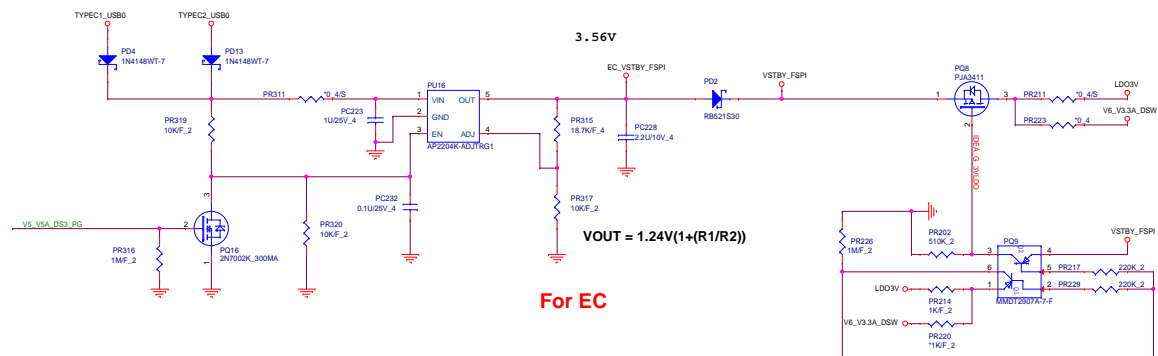 TYPEC1_USB0
TYPEC2_USB0
3.56V
PD4
1N4148WT-7
PD13
1N4148WT-7
EC_VSTBY_FSPI
PD2
RB521S30
VSTBY_FSPI
PQ8
PJA3411
1
3
2
PR211
*0_4/S
LDO3V
PR223
*0_4
V6_V3.3A_DSW
IDEA_G_3VLDO
PR311
*0_4/S
PU16
1
VIN
OUT
5
2
GND
3
EN
ADJ
4
AP2204K-ADJTRG1
PC223
1U/25V_4
PR319
10K/F_2
PR315
18.7K/F_4
PC228
2.2U/10V_4
PC232
0.1U/25V_4
PR317
10K/F_2
PR320
10K/F_2
V5_V5A_DS3_PG
3
2
1
PQ16
2N7002K_300MA
PR316
1M/F_2
VOUT = 1.24V(1+(R1/R2))
For EC
PR226
1M/F_2
PR202
510K_2
PQ9
3
4
6
5
1
2
Q2
Q1
MMDT2907A-7-F
VSTBY_FSPI
PR217
220K_2
PR229
220K_2
LDO3V
PR214
1K/F_2
V6_V3.3A_DSW
PR220
*1K/F_2